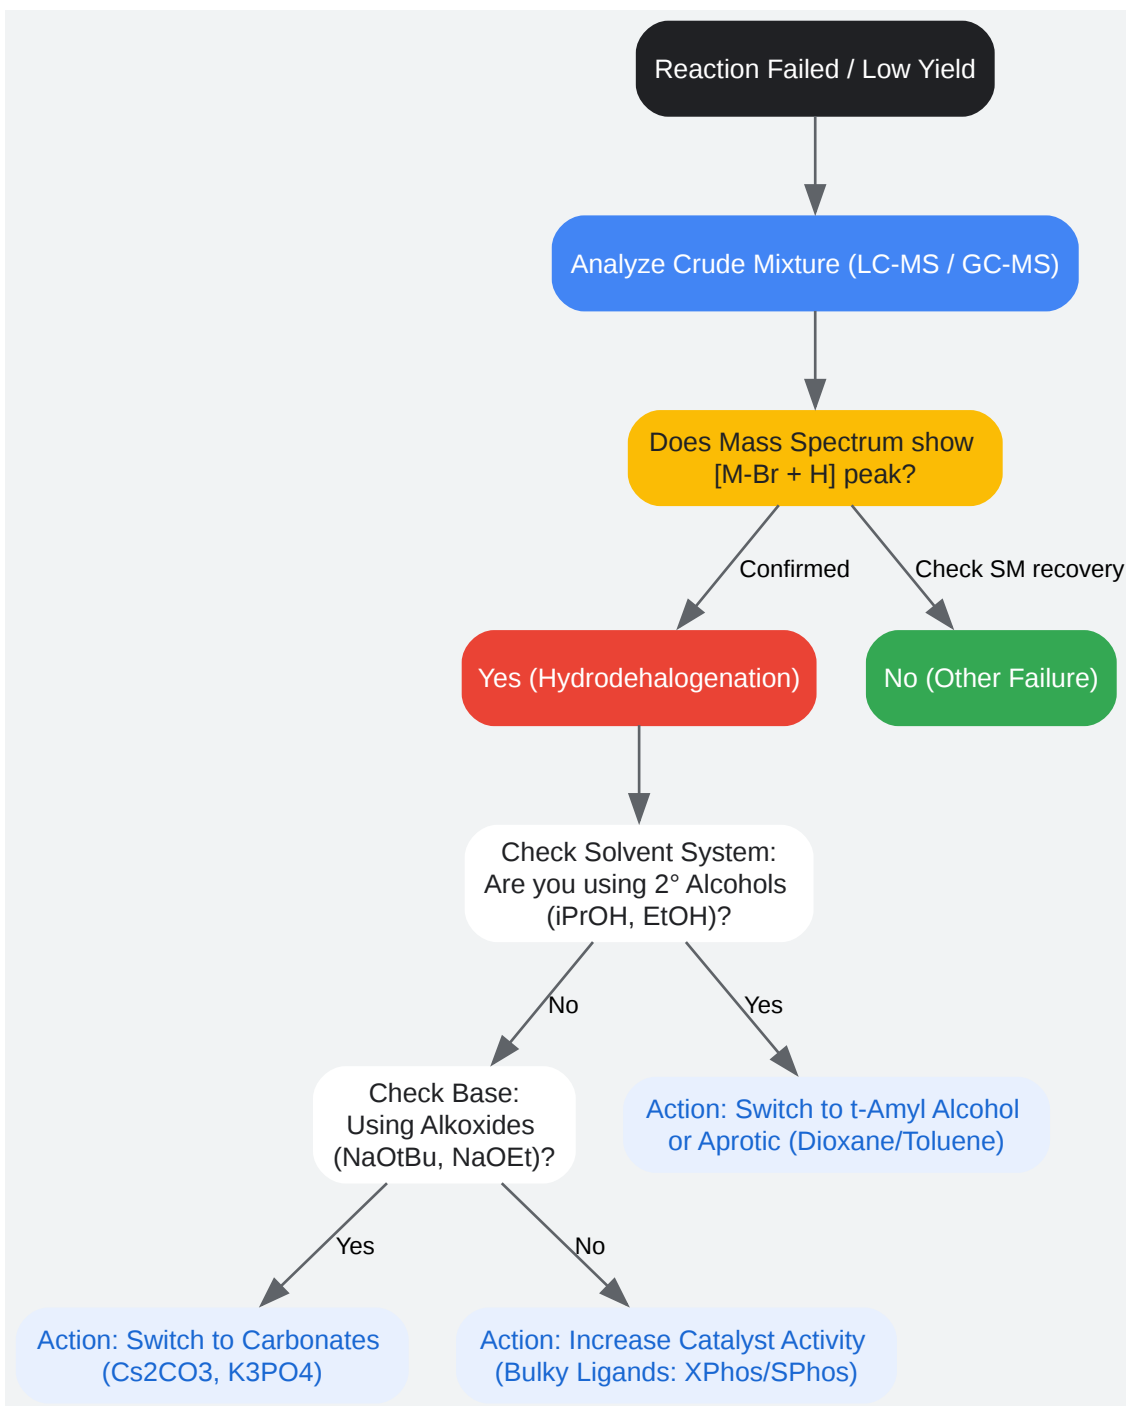 Reaction Failed / Low Yield
Analyze Crude Mixture (LC-MS / GC-MS)
Does Mass Spectrum show
[M-Br + H] peak?
Confirmed
Check SM recovery
Yes (Hydrodehalogenation)
No (Other Failure)
Check Solvent System:
Are you using 2° Alcohols
(iPrOH, EtOH)?
No
Yes
Check Base:
Using Alkoxides
(NaOtBu, NaOEt)?
Action: Switch to t-Amyl Alcohol
or Aprotic (Dioxane/Toluene)
Yes
No
Action: Switch to Carbonates
(Cs2CO3, K3PO4)
Action: Increase Catalyst Activity
(Bulky Ligands: XPhos/SPhos)